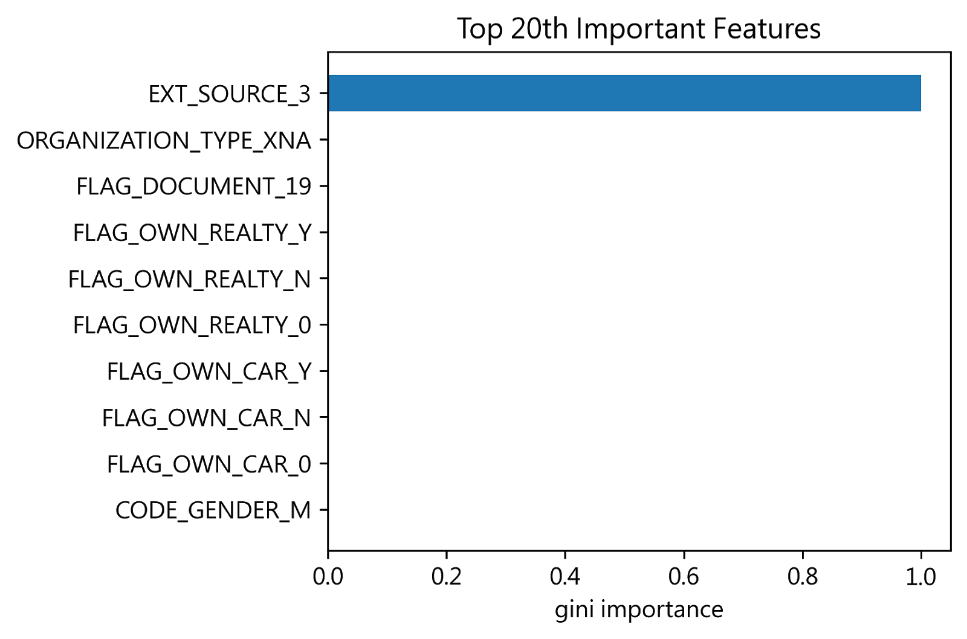 Top 20th Important Features
EXT_SOURCE_3
ORGANIZATION_TYPE_XNA
FLAG_DOCUMENT_19
FLAG_OWN_REALTY_Y
FLAG_OWN_REALTY_N
FLAG_OWN_REALTY_0
FLAG_OWN_CAR_Y
FLAG_OWN_CAR_N
FLAG_OWN_CAR_0
CODE_GENDER_M
0.0 0.2 0.4 0.6 0.8 1.0
gini importance